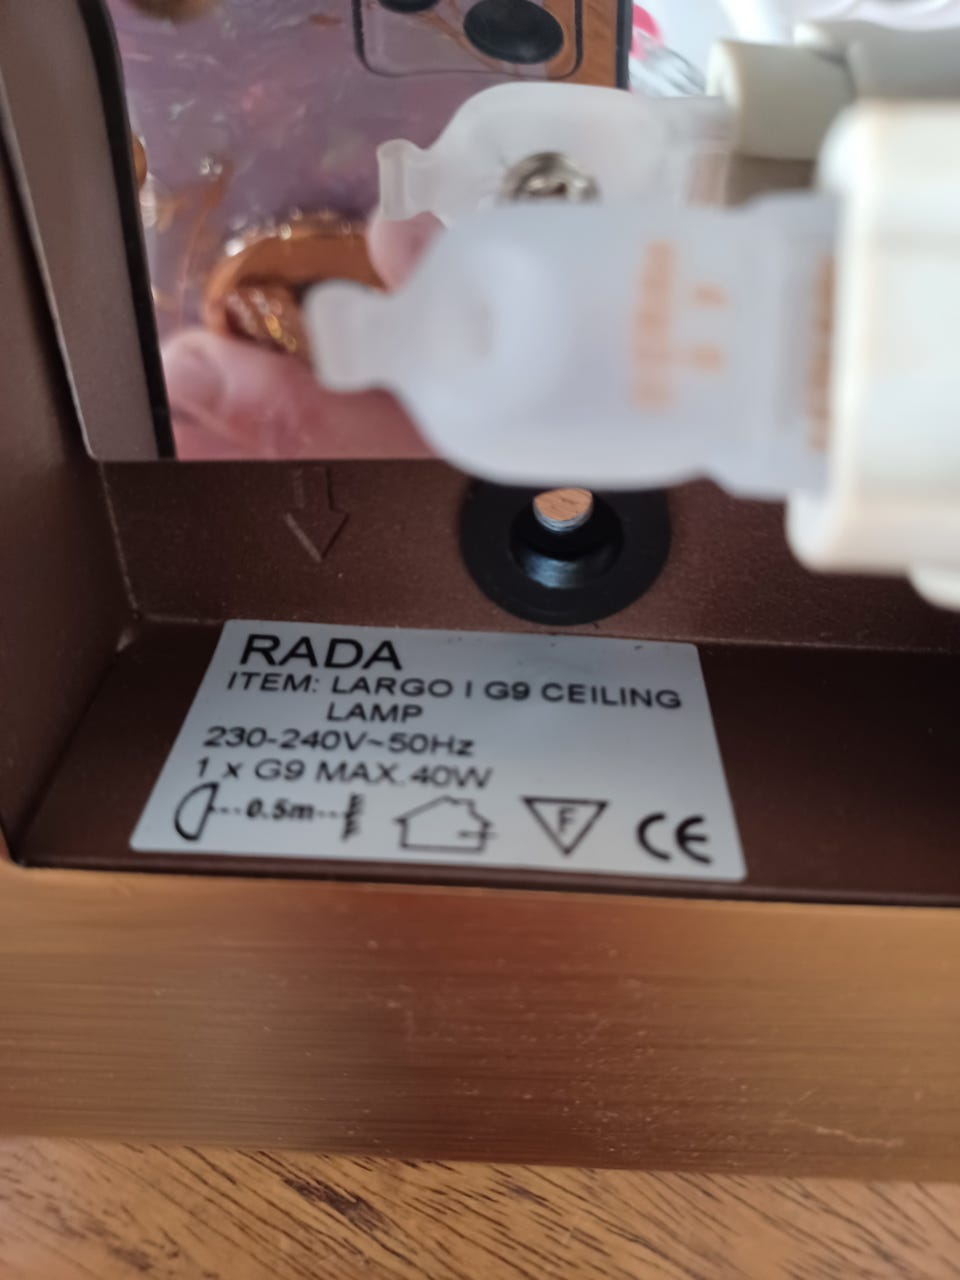 RADA
ITEM: LARGO I G9 CEILING
LAMP
230-240V~50Hz
1 x G9 MAX.40W
0.5m
F
CE